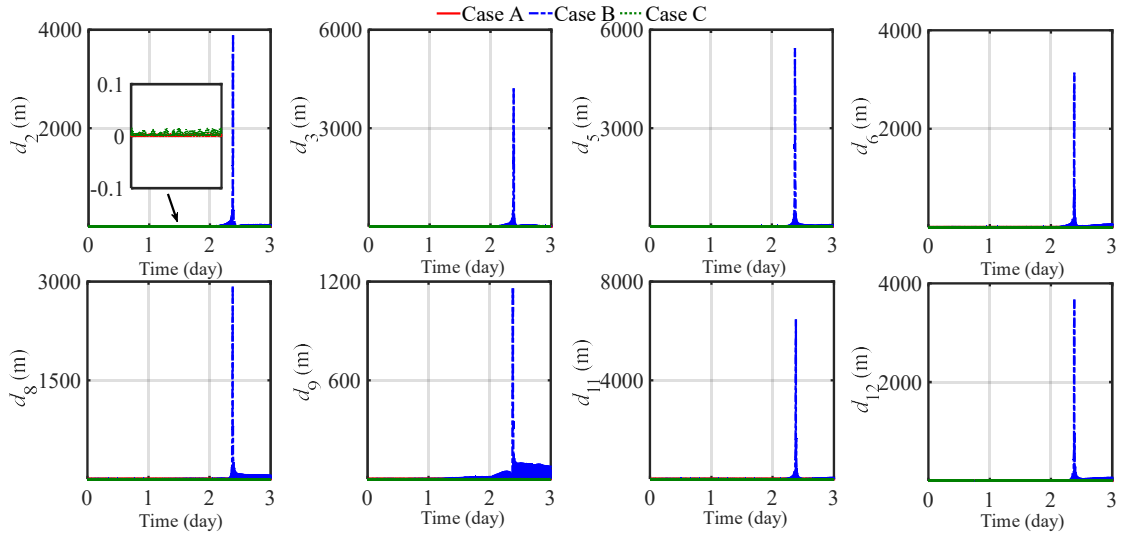 Case A Case B Case C
4000
2000
0.1
0
-0.1
d2 (m)
0 1 2 3
Time (day)
6000
3000
d3 (m)
0 1 2 3
Time (day)
6000
3000
d5 (m)
0 1 2 3
Time (day)
4000
2000
d6 (m)
0 1 2 3
Time (day)
3000
1500
d8 (m)
0 1 2 3
Time (day)
1200
600
d9 (m)
0 1 2 3
Time (day)
8000
4000
d11 (m)
0 1 2 3
Time (day)
4000
2000
d12 (m)
0 1 2 3
Time (day)